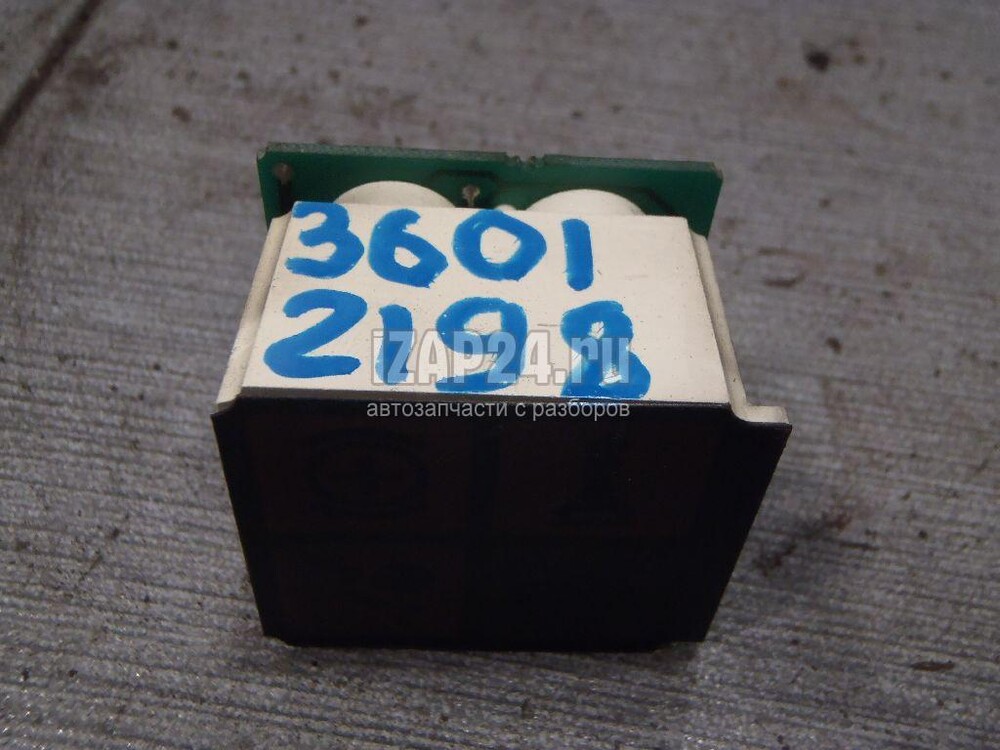 3601
2198
iZAP24.ru
автозапчасти с разборов